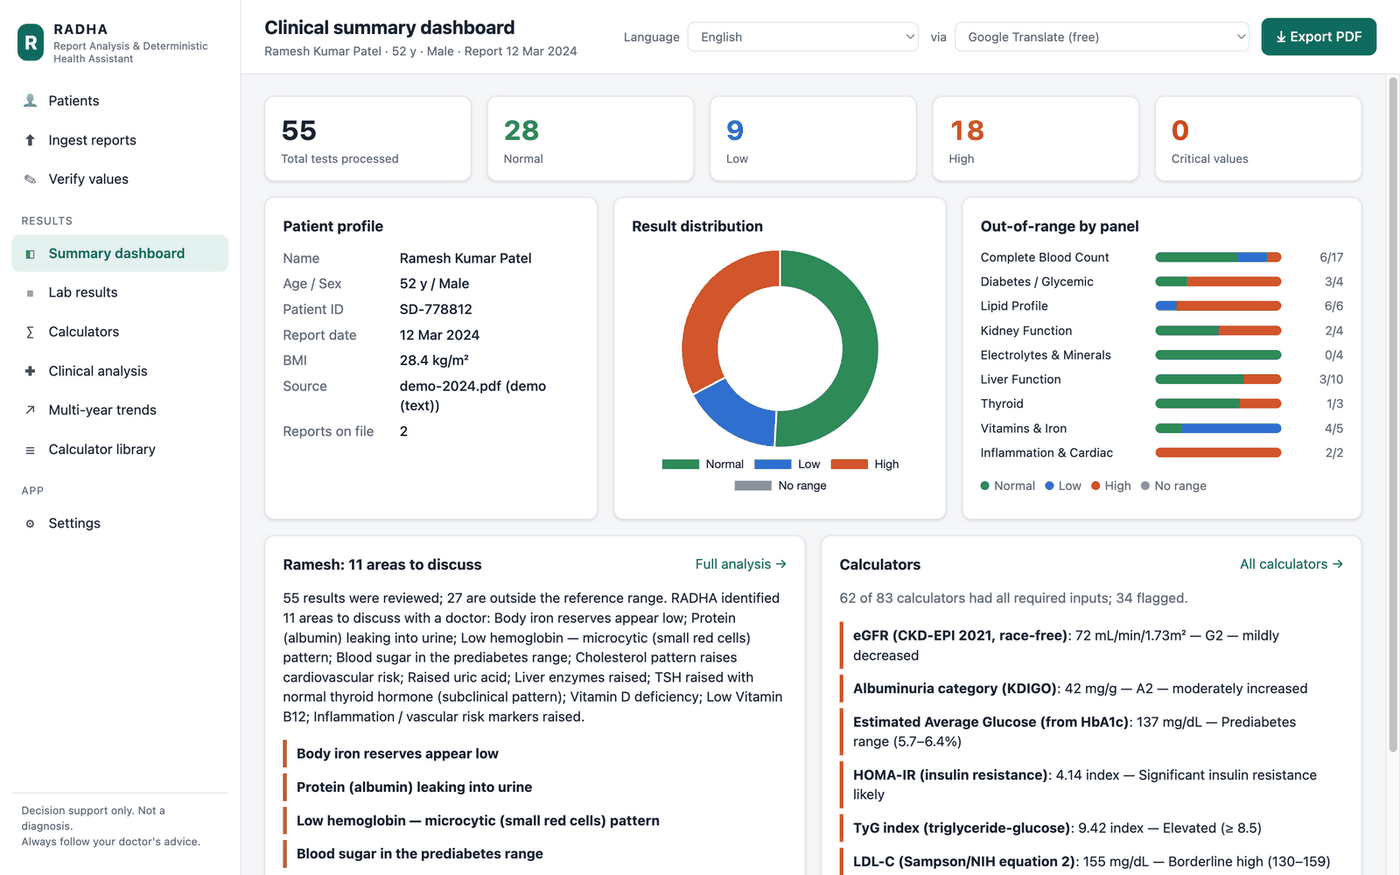 R
RADHA
Report Analysis & Deterministic
Health Assistant
Patients
Ingest reports
Verify values
RESULTS
Summary dashboard
Lab results
∑ Calculators
Clinical analysis
Multi-year trends
Calculator library
APP
Settings
Decision support only. Not a
diagnosis.
Always follow your doctor's advice.
Clinical summary dashboard
Ramesh Kumar Patel · 52 y · Male · Report 12 Mar 2024
Language English via Google Translate (free) Export PDF
55
Total tests processed
28
Normal
9
Low
18
High
0
Critical values
Patient profile
Name Ramesh Kumar Patel
Age / Sex 52 y / Male
Patient ID SD-778812
Report date 12 Mar 2024
BMI 28.4 kg/m²
Source demo-2024.pdf (demo
(text))
Reports on file 2
Result distribution
Normal Low High
No range
Out-of-range by panel
Complete Blood Count 6/17
Diabetes / Glycemic 3/4
Lipid Profile 6/6
Kidney Function 2/4
Electrolytes & Minerals 0/4
Liver Function 3/10
Thyroid 1/3
Vitamins & Iron 4/5
Inflammation & Cardiac 2/2
Normal Low High No range
Ramesh: 11 areas to discuss Full analysis →
55 results were reviewed; 27 are outside the reference range. RADHA identified
11 areas to discuss with a doctor: Body iron reserves appear low; Protein
(albumin) leaking into urine; Low hemoglobin — microcytic (small red cells)
pattern; Blood sugar in the prediabetes range; Cholesterol pattern raises
cardiovascular risk; Raised uric acid; Liver enzymes raised; TSH raised with
normal thyroid hormone (subclinical pattern); Vitamin D deficiency; Low Vitamin
B12; Inflammation / vascular risk markers raised.
Body iron reserves appear low
Protein (albumin) leaking into urine
Low hemoglobin — microcytic (small red cells) pattern
Blood sugar in the prediabetes range
Calculators All calculators →
62 of 83 calculators had all required inputs; 34 flagged.
eGFR (CKD-EPI 2021, race-free): 72 mL/min/1.73m² — G2 — mildly
decreased
Albuminuria category (KDIGO): 42 mg/g — A2 — moderately increased
Estimated Average Glucose (from HbA1c): 137 mg/dL — Prediabetes
range (5.7–6.4%)
HOMA-IR (insulin resistance): 4.14 index — Significant insulin resistance
likely
TyG index (triglyceride-glucose): 9.42 index — Elevated (≥ 8.5)
LDL-C (Sampson/NIH equation 2): 155 mg/dL — Borderline high (130–159)